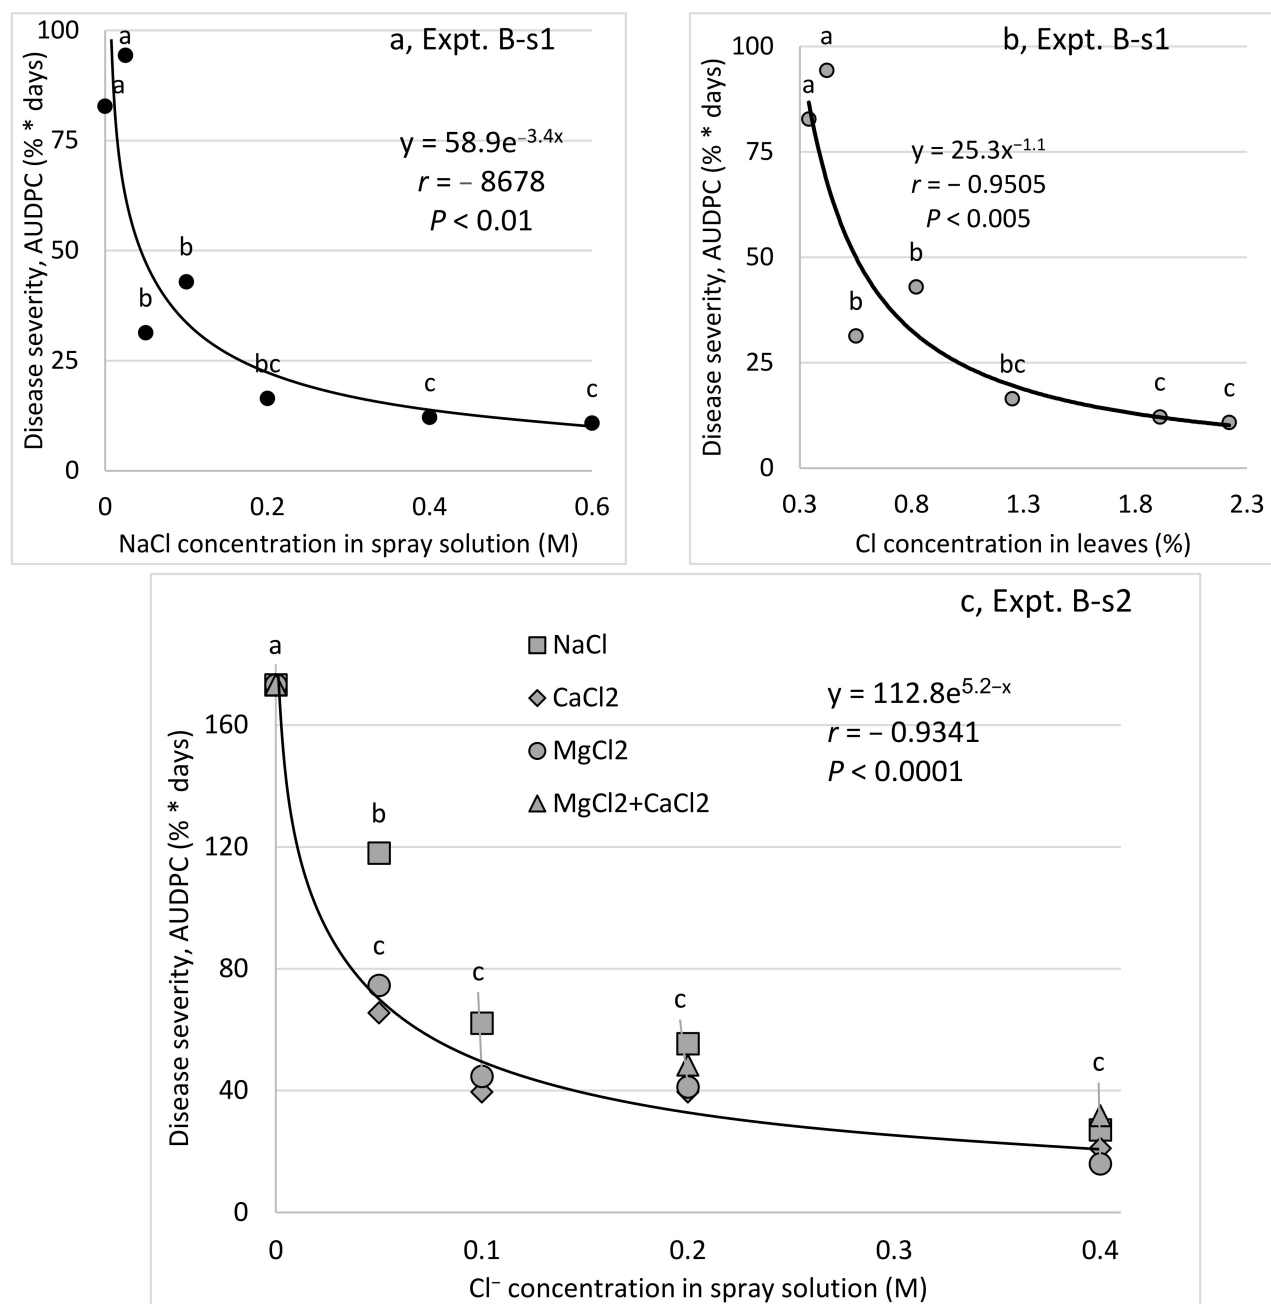 a, Expt. B-s1
Disease severity, AUDPC (% * days)
100
75
50
25
0
a
a
b
b
bc
c
c
y = 58.9e⁻³·⁴ˣ
r = – 8678
P < 0.01
0 0.2 0.4 0.6
NaCl concentration in spray solution (M)
b, Expt. B-s1
Disease severity, AUDPC (% * days)
100
75
50
25
0
a
a
b
b
bc
c
c
y = 25.3x⁻¹·¹
r = – 0.9505
P < 0.005
0.3 0.8 1.3 1.8 2.3
Cl concentration in leaves (%)
c, Expt. B-s2
Disease severity, AUDPC (% * days)
160
120
80
40
0
a
b
c
c
c
c
NaCl
CaCl2
MgCl2
MgCl2+CaCl2
y = 112.8e⁵·²⁻ˣ
r = – 0.9341
P < 0.0001
0 0.1 0.2 0.3 0.4
Cl⁻ concentration in spray solution (M)